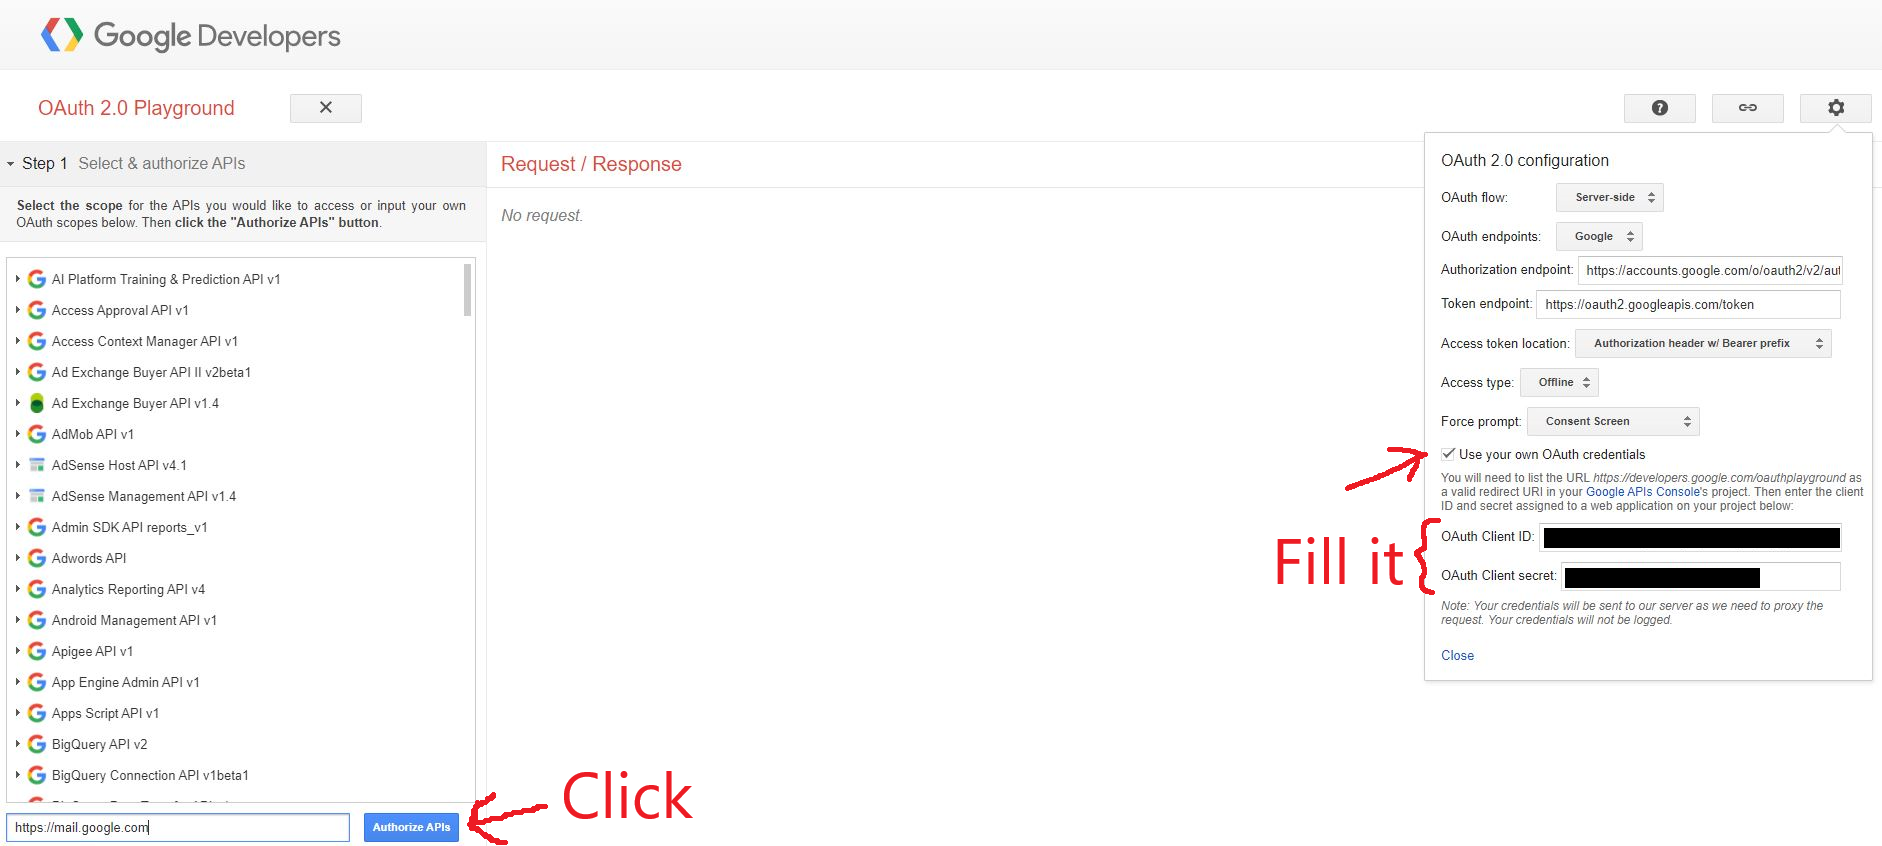 Google Developers
OAuth 2.0 Playground
Step 1 Select & authorize APIs
Select the scope for the APIs you would like to access or input your own
OAuth scopes below. Then click the "Authorize APIs" button.
AI Platform Training & Prediction API v1
Access Approval API v1
Access Context Manager API v1
Ad Exchange Buyer API II v2beta1
Ad Exchange Buyer API v1.4
AdMob API v1
AdSense Host API v4.1
AdSense Management API v1.4
Admin SDK API reports_v1
Adwords API
Analytics Reporting API v4
Android Management API v1
Apigee API v1
App Engine Admin API v1
Apps Script API v1
BigQuery API v2
BigQuery Connection API v1beta1
https://mail.google.com
Authorize APIs
Click
Request / Response
No request.
OAuth 2.0 configuration
OAuth flow: Server-side
OAuth endpoints: Google
Authorization endpoint: https://accounts.google.com/o/oauth2/v2/aut
Token endpoint: https://oauth2.googleapis.com/token
Access token location: Authorization header w/ Bearer prefix
Access type: Offline
Force prompt: Consent Screen
Use your own OAuth credentials
You will need to list the URL https://developers.google.com/oauthplayground as
a valid redirect URI in your Google APIs Console's project. Then enter the client
ID and secret assigned to a web application on your project below:
Fill it
OAuth Client ID:
OAuth Client secret:
Note: Your credentials will be sent to our server as we need to proxy the
request. Your credentials will not be logged.
Close